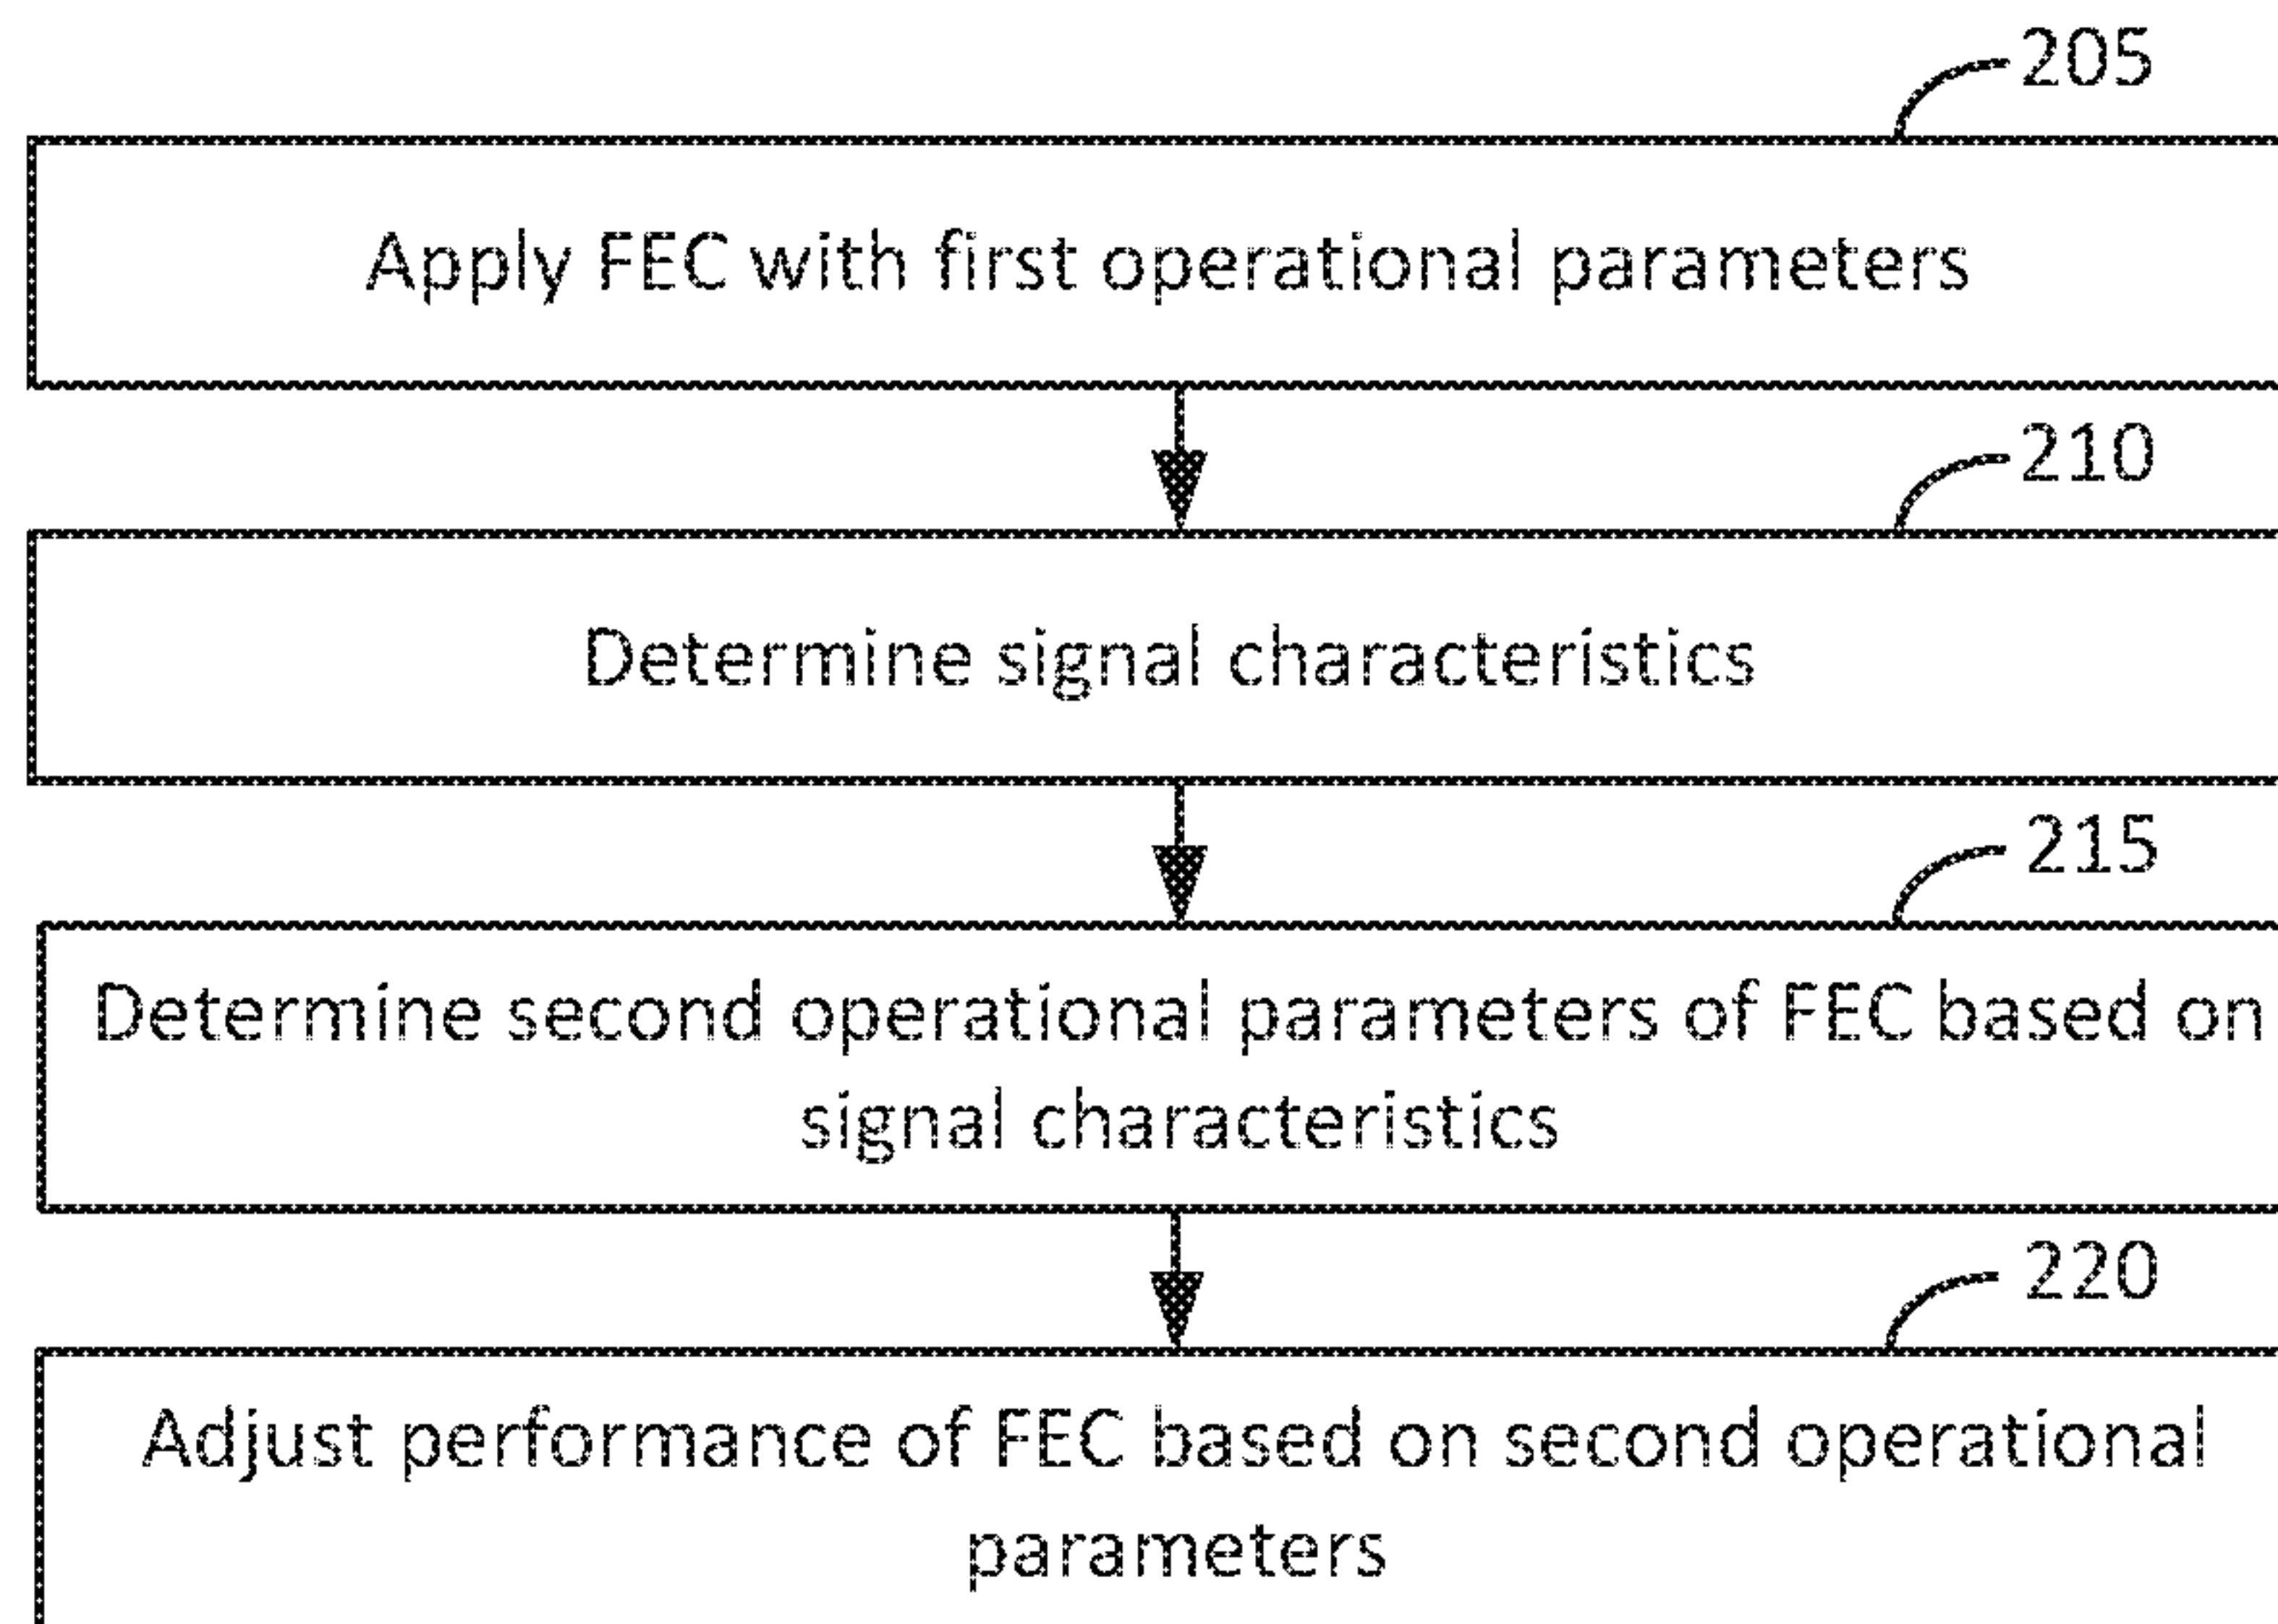 205
Apply FEC with first operational parameters
210
Determine signal characteristics
215
Determine second operational parameters of FEC based on
signal characteristics
220
Adjust performance of FEC based on second operational
parameters